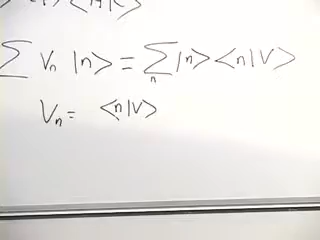 ∑ Vₙ |n> = ∑ₙ |n> <n|V>
Vₙ = <n|V>